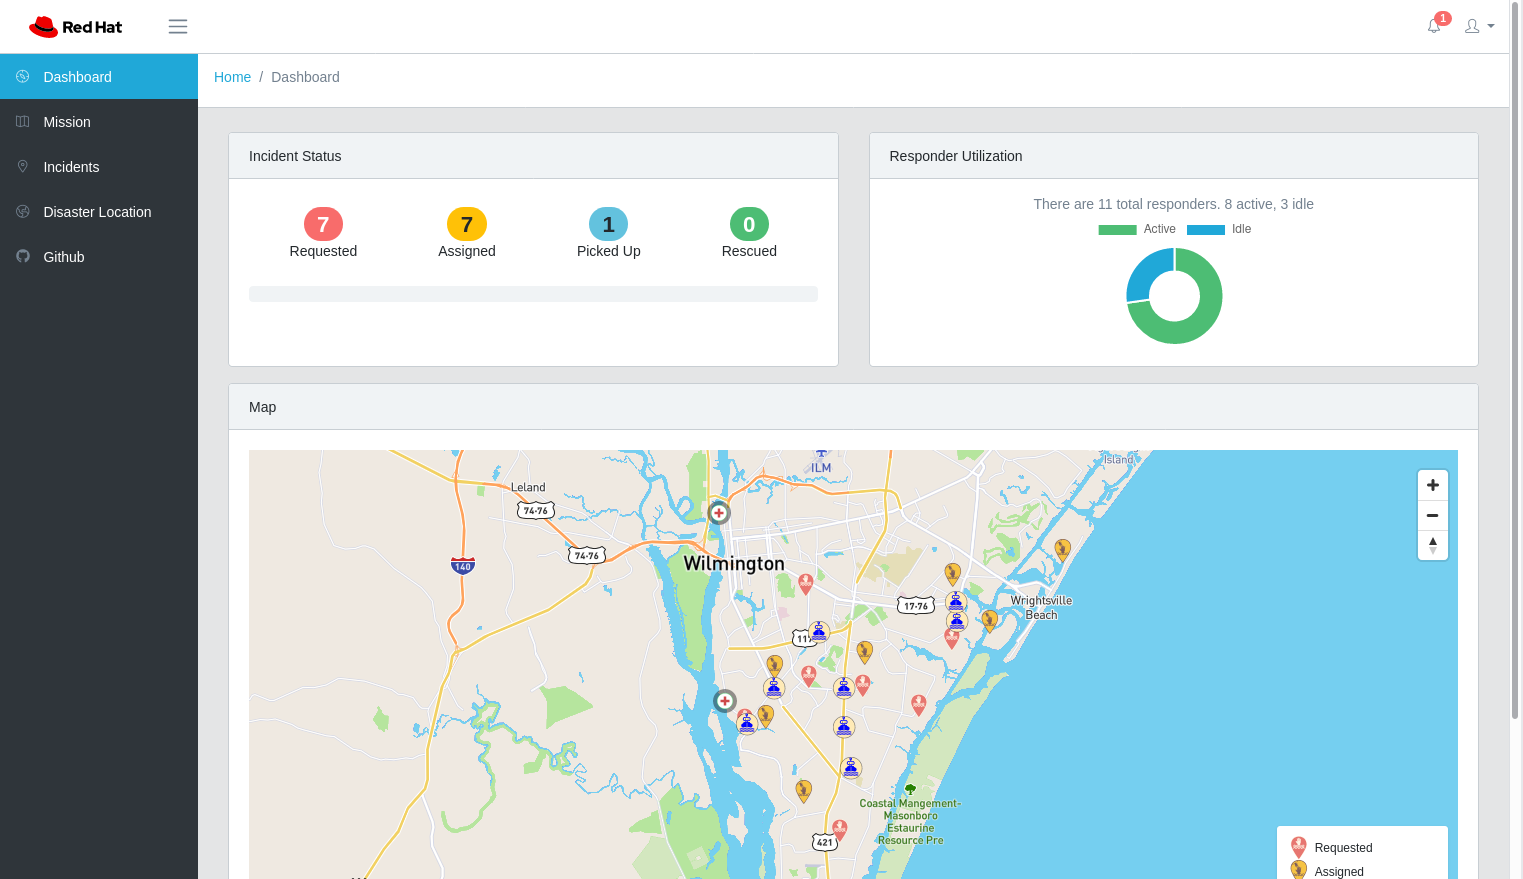 Red Hat
1
Dashboard
Mission
Incidents
Disaster Location
Github
Home / Dashboard
Incident Status
7
Requested
7
Assigned
1
Picked Up
0
Rescued
Responder Utilization
There are 11 total responders. 8 active, 3 idle
Active
Idle
Map
Island
ILM
Leland
74-76
74-76
140
Wilmington
17-76
Wrightsville
Beach
117
Coastal Mangement-
Masonboro
Estaurine
Resource Pre
421
Requested
Assigned